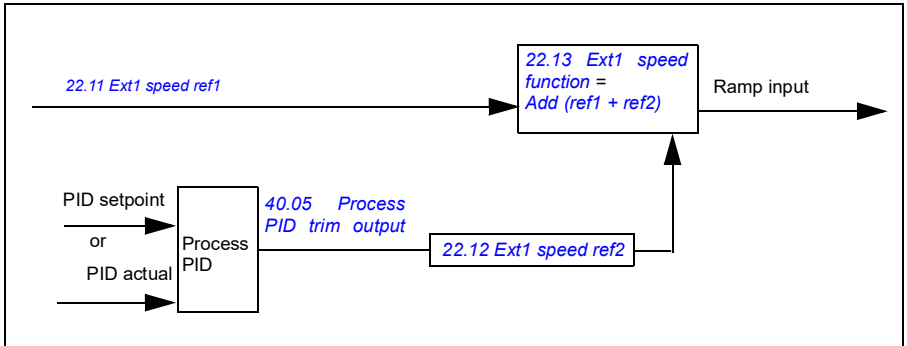 22.11 Ext1 speed ref1
22.13 Ext1 speed
function =
Add (ref1 + ref2)
Ramp input
PID setpoint
or
PID actual
Process
PID
40.05 Process
PID trim output
22.12 Ext1 speed ref2